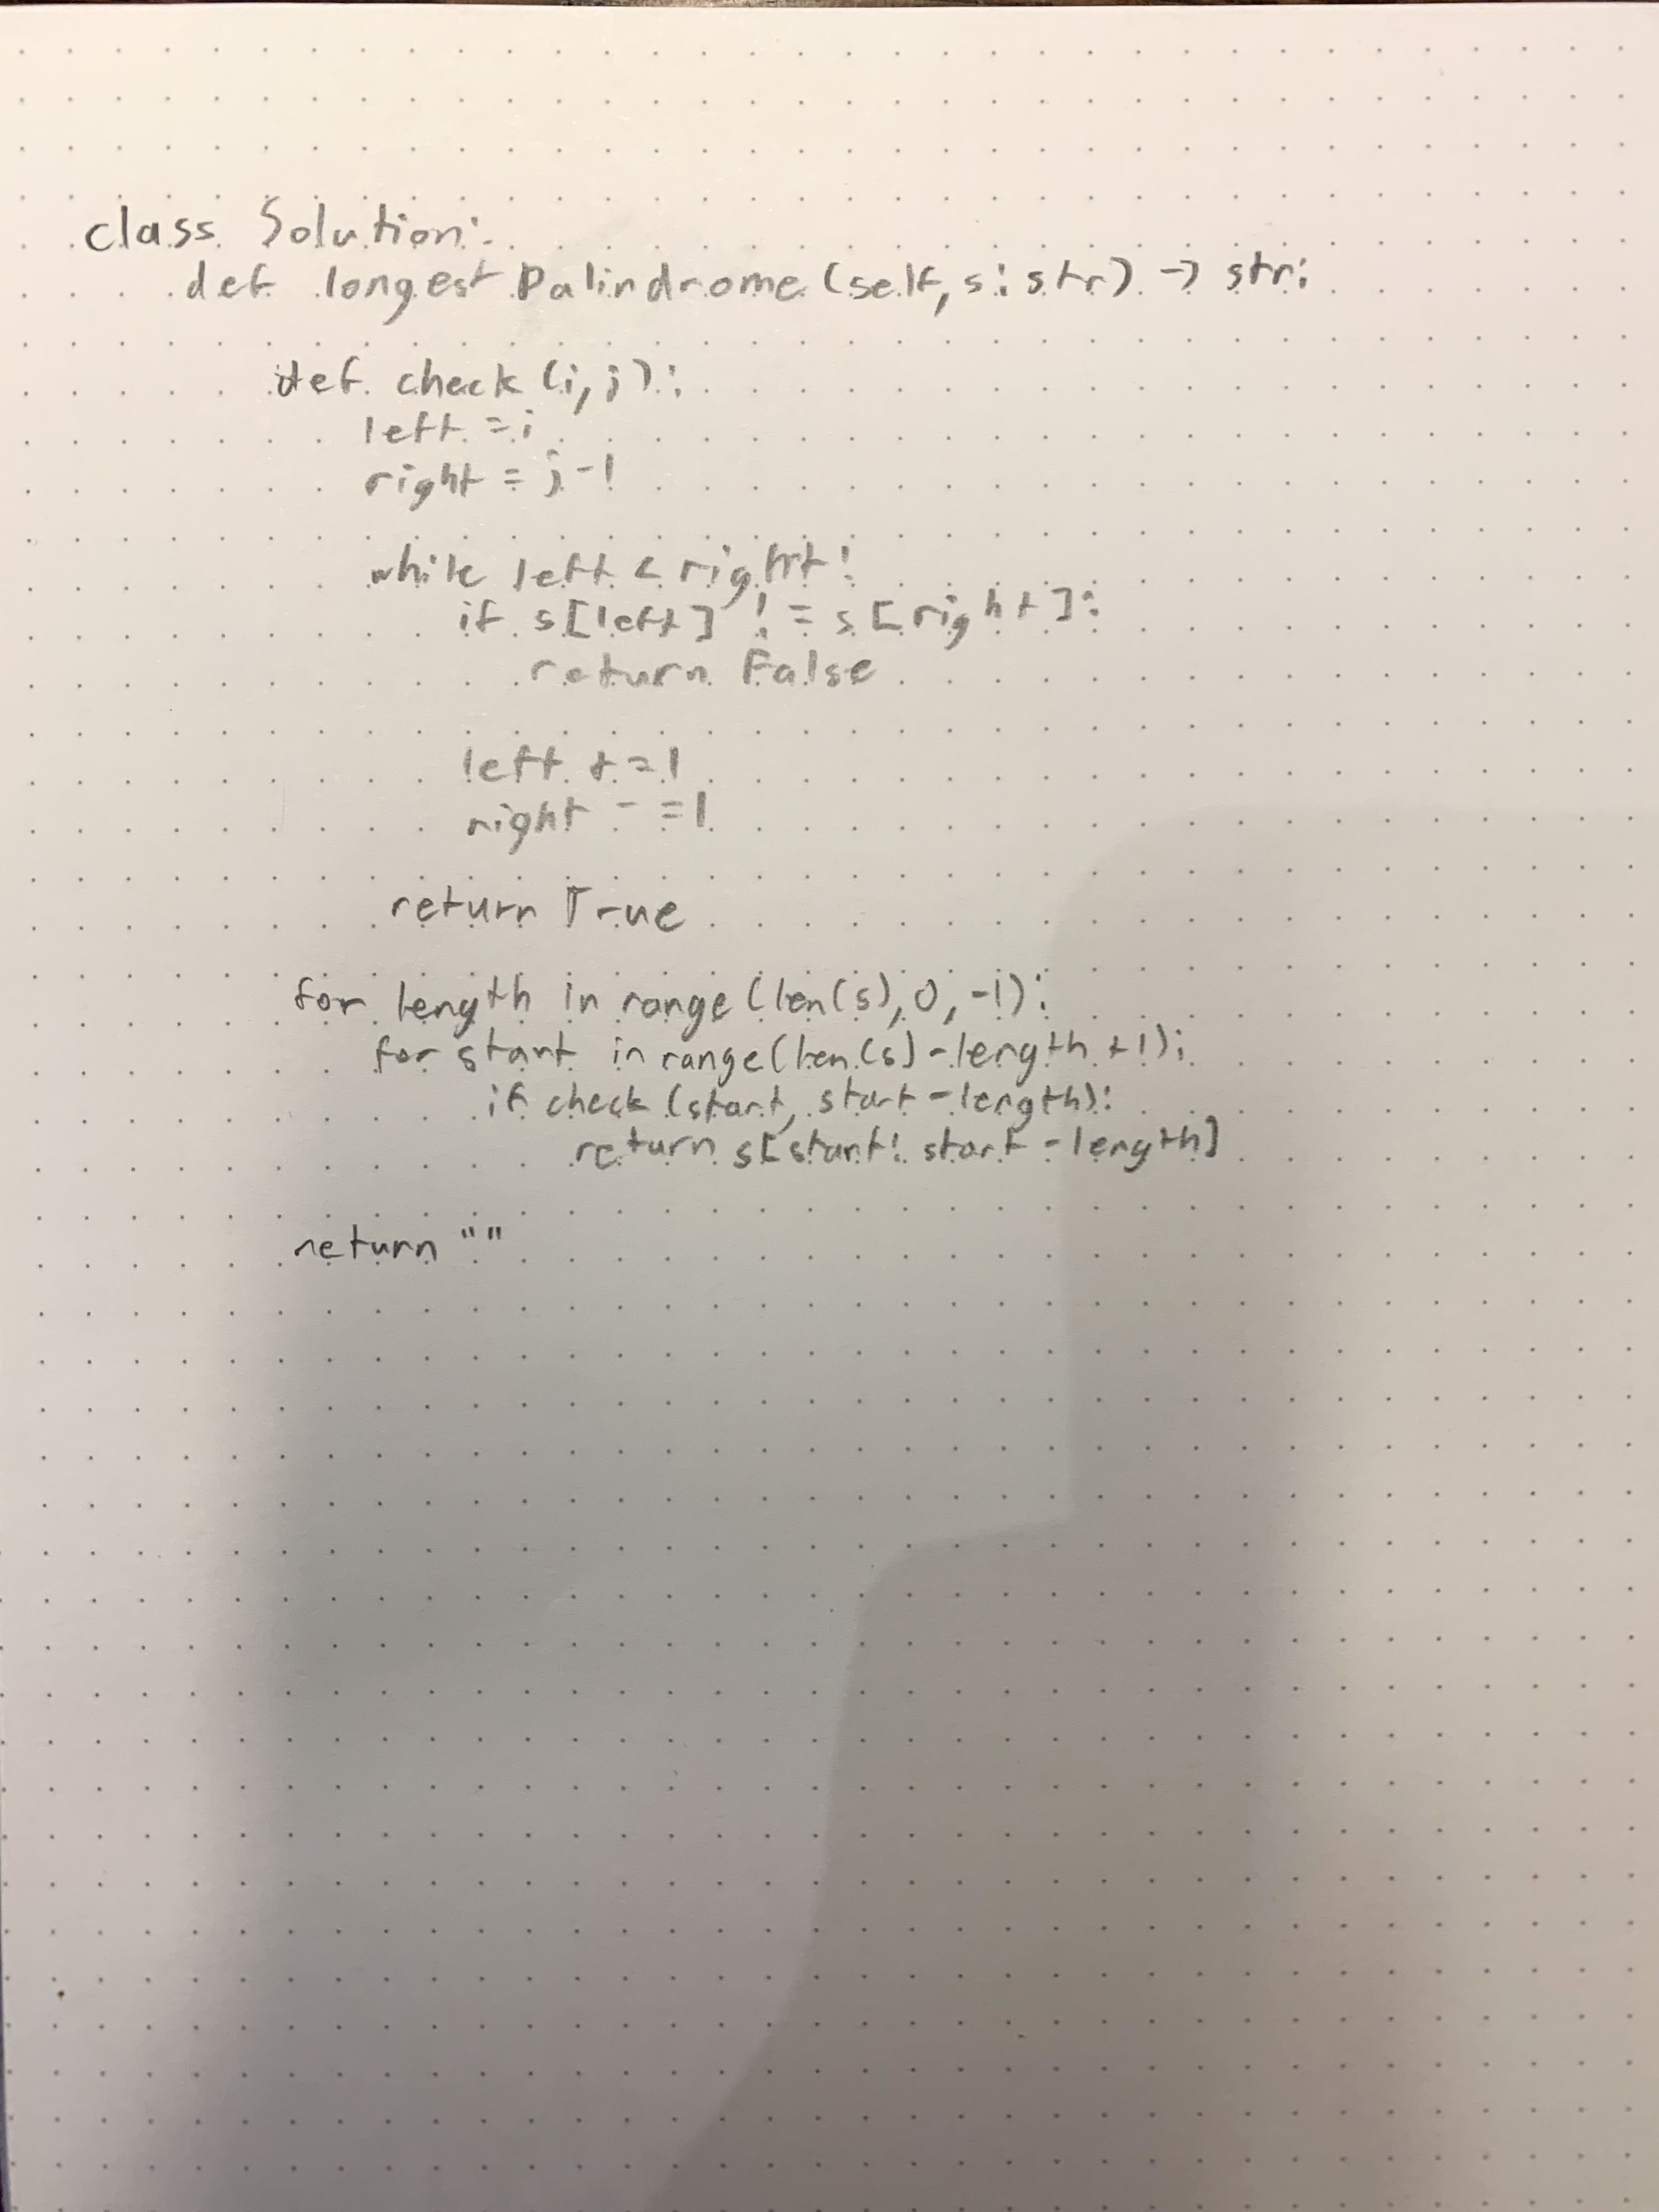 class Solution:
def longestPalindrome(self, s: str) -> str:
def check(i, j):
left = i
right = j - 1
while left < right:
if s[left] != s[right]:
return False
left += 1
right -= 1
return True
for length in range(len(s), 0, -1):
for start in range(len(s) - length + 1):
if check(start, start - length):
return s[start: start - length]
return ""